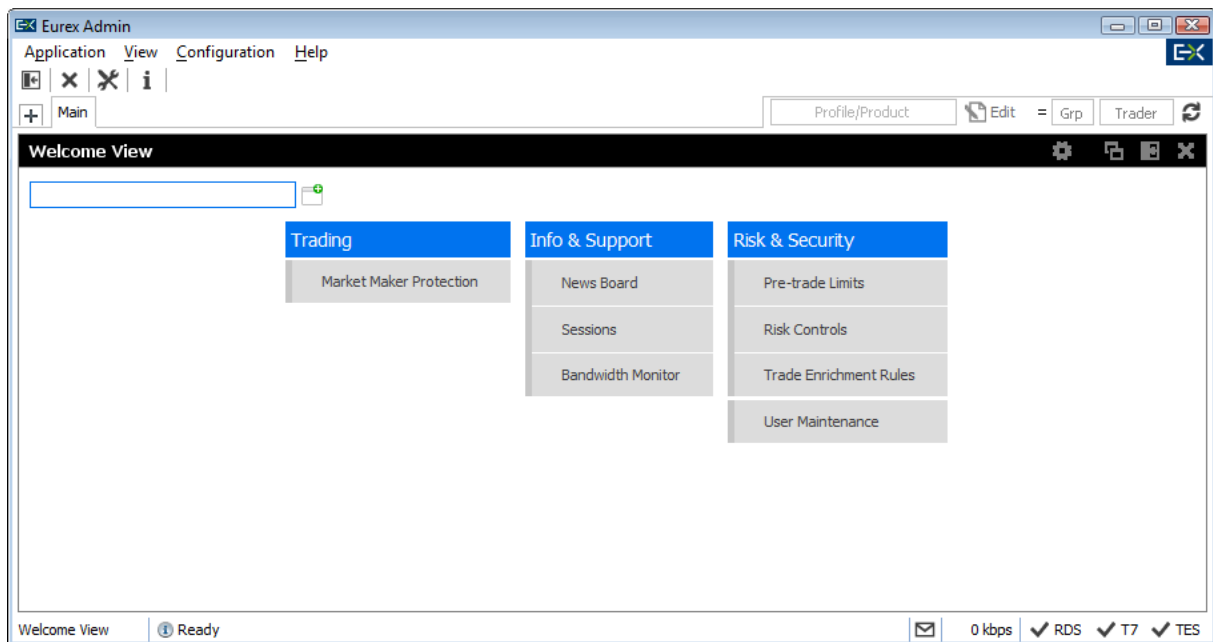 Eurex Admin
Application View Configuration Help
Main Profile/Product Edit = Grp Trader
Welcome View
Trading Info & Support Risk & Security
Market Maker Protection News Board Pre-trade Limits
Sessions Risk Controls
Bandwidth Monitor Trade Enrichment Rules
User Maintenance
Welcome View Ready 0 kbps RDS T7 TES